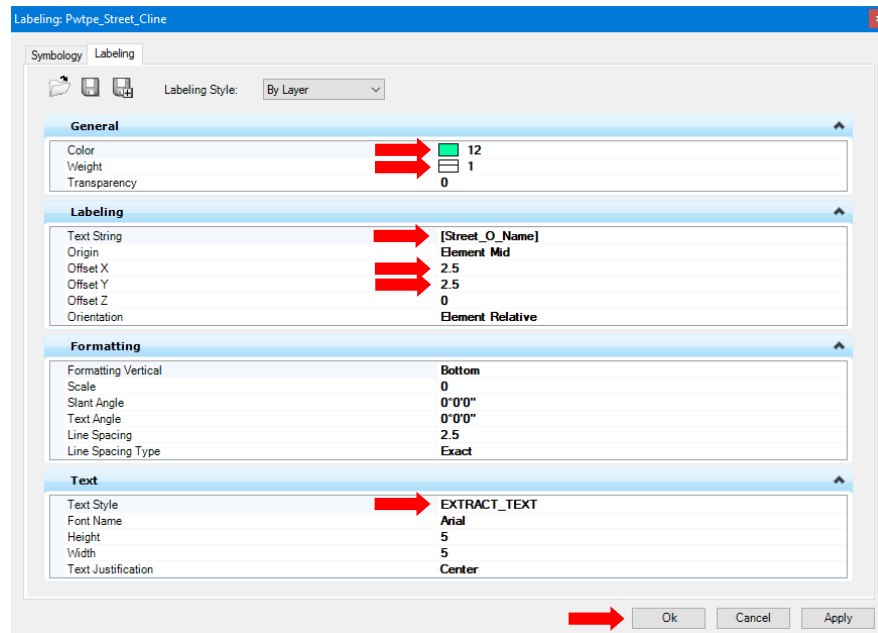 Labeling: Pwtpe_Street_Cline
Symbology Labeling
Labeling Style: By Layer
General
Color 12
Weight 1
Transparency 0
Labeling
Text String [Street_O_Name]
Origin Element Mid
Offset X 2.5
Offset Y 2.5
Offset Z 0
Orientation Element Relative
Formatting
Formatting Vertical Bottom
Scale 0
Slant Angle 0°0'0"
Text Angle 0°0'0"
Line Spacing 2.5
Line Spacing Type Exact
Text
Text Style EXTRACT_TEXT
Font Name Arial
Height 5
Width 5
Text Justification Center
Ok Cancel Apply